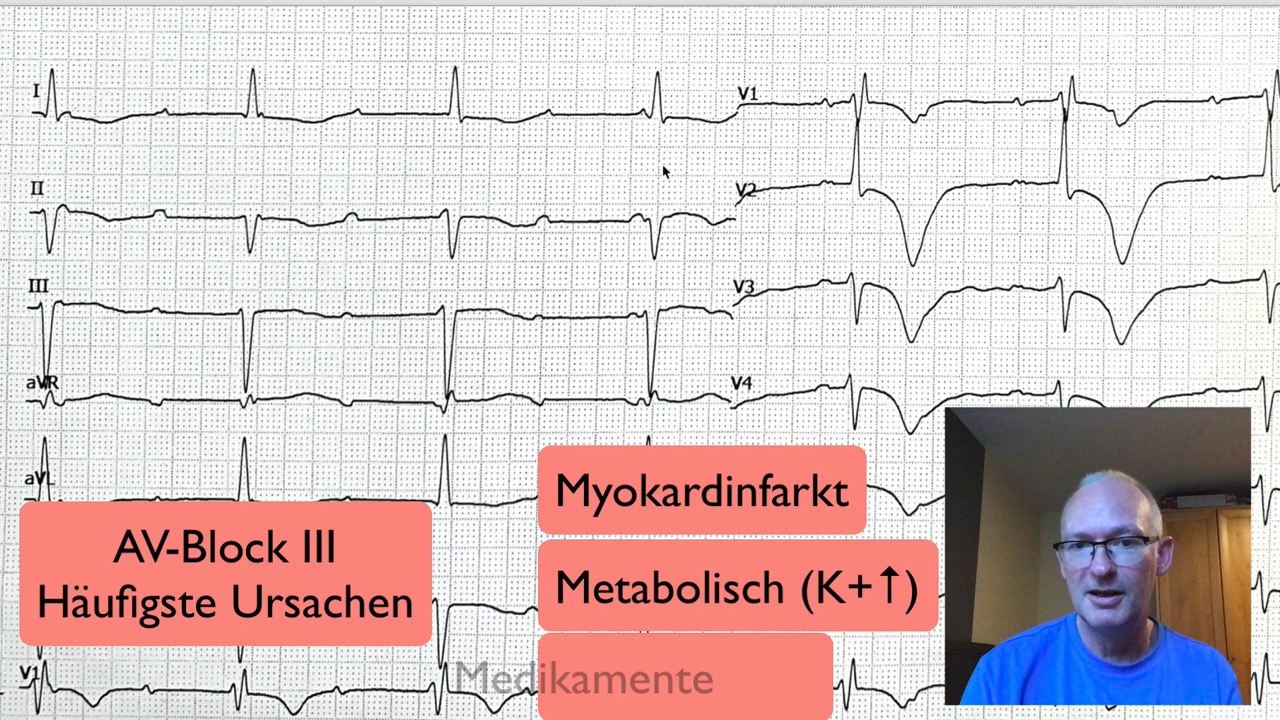 I
V1
II
V2
III
V3
aVR
V4
aVL
Myokardinfarkt
AV-Block III
Häufigste Ursachen
Metabolisch (K+↑)
V1
Medikamente